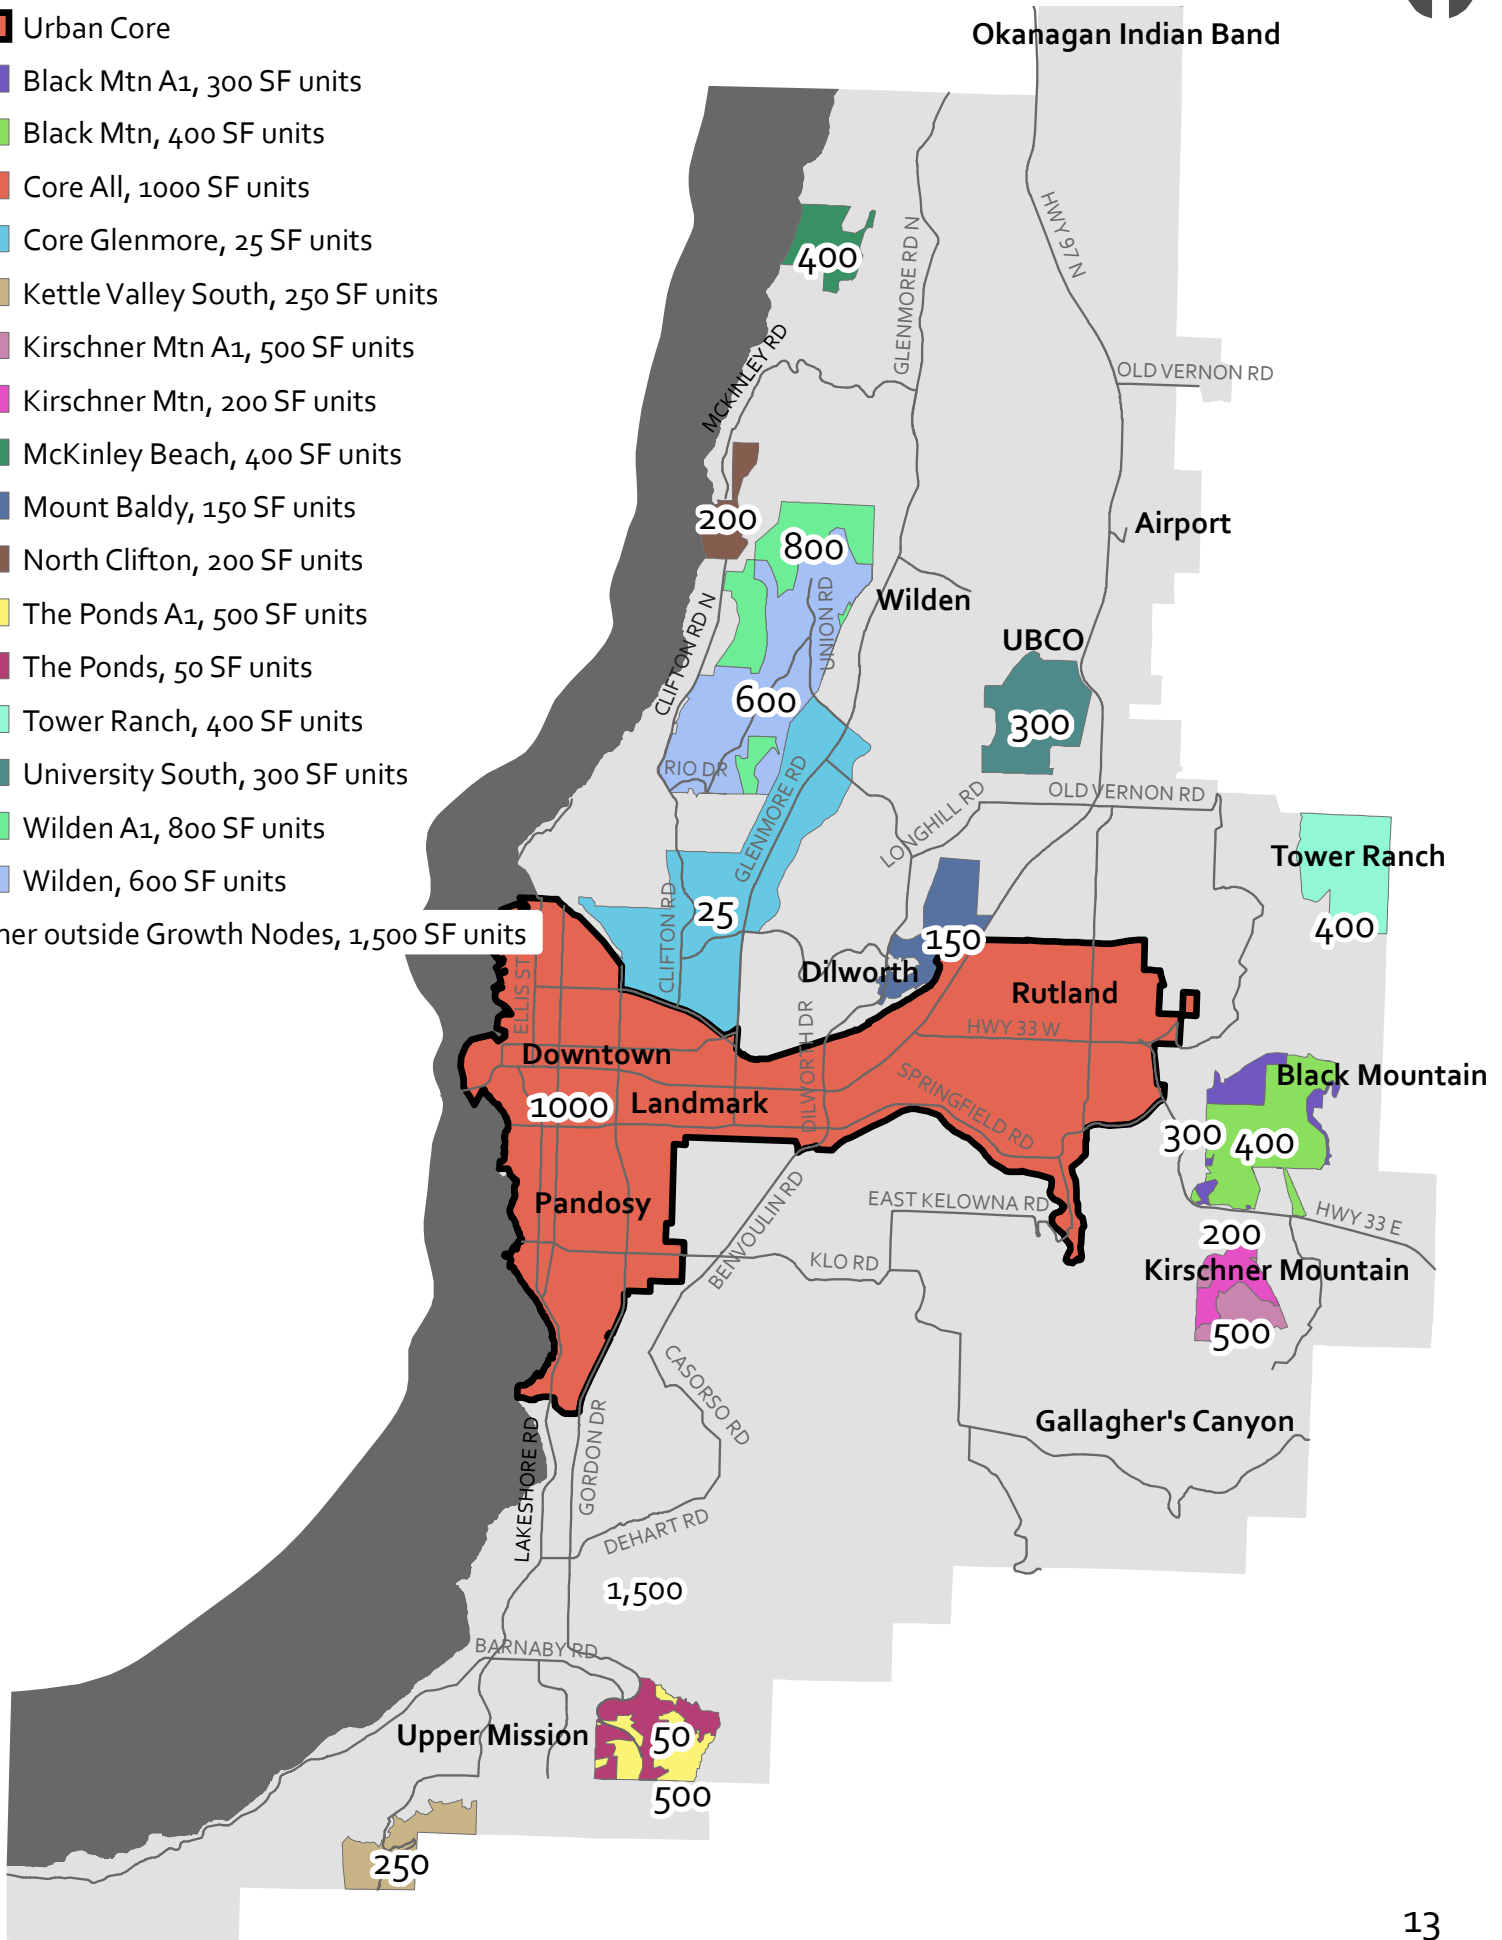 Urban Core
Black Mtn A1, 300 SF units
Black Mtn, 400 SF units
Core All, 1000 SF units
Core Glenmore, 25 SF units
Kettle Valley South, 250 SF units
Kirschner Mtn A1, 500 SF units
Kirschner Mtn, 200 SF units
McKinley Beach, 400 SF units
Mount Baldy, 150 SF units
North Clifton, 200 SF units
The Ponds A1, 500 SF units
The Ponds, 50 SF units
Tower Ranch, 400 SF units
University South, 300 SF units
Wilden A1, 800 SF units
Wilden, 600 SF units
her outside Growth Nodes, 1,500 SF units
Okanagan Indian Band
HWY 97 N
GLENMORE RD N
400
MCKINLEY RD
OLD VERNON RD
200
800
Airport
Wilden
UNION RD
CLIFTON RD N
UBCO
600
300
RIO DR
GLENMORE RD
LONGHILL RD
OLD VERNON RD
Tower Ranch
400
25
CLIFTON RD
150
Dilworth
Rutland
ELLIS ST
HWY 33 W
DILWORTH DR
Downtown
1000
Landmark
SPRINGFIELD RD
Black Mountain
300
400
Pandosy
EAST KELOWNA RD
BENVOULIN RD
KLO RD
HWY 33 E
200
Kirschner Mountain
500
CASORSO RD
Gallagher's Canyon
LAKESHORE RD
GORDON DR
DEHART RD
1,500
BARNABY RD
Upper Mission
50
500
250
13